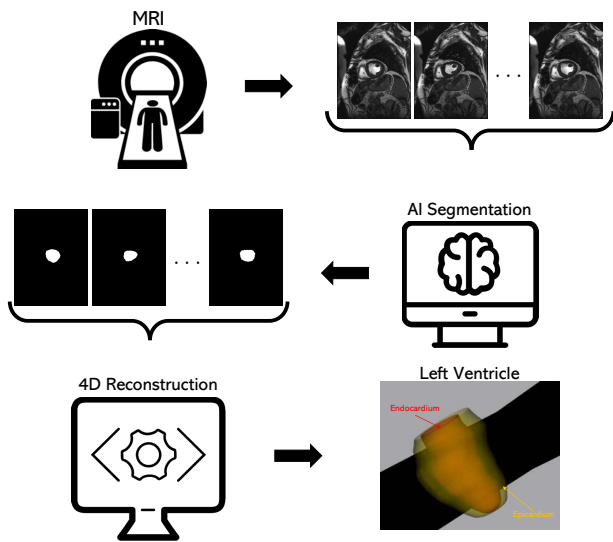 MRI
. . .
AI Segmentation
. . .
4D Reconstruction
Left Ventricle
Endocardium
Epicardium